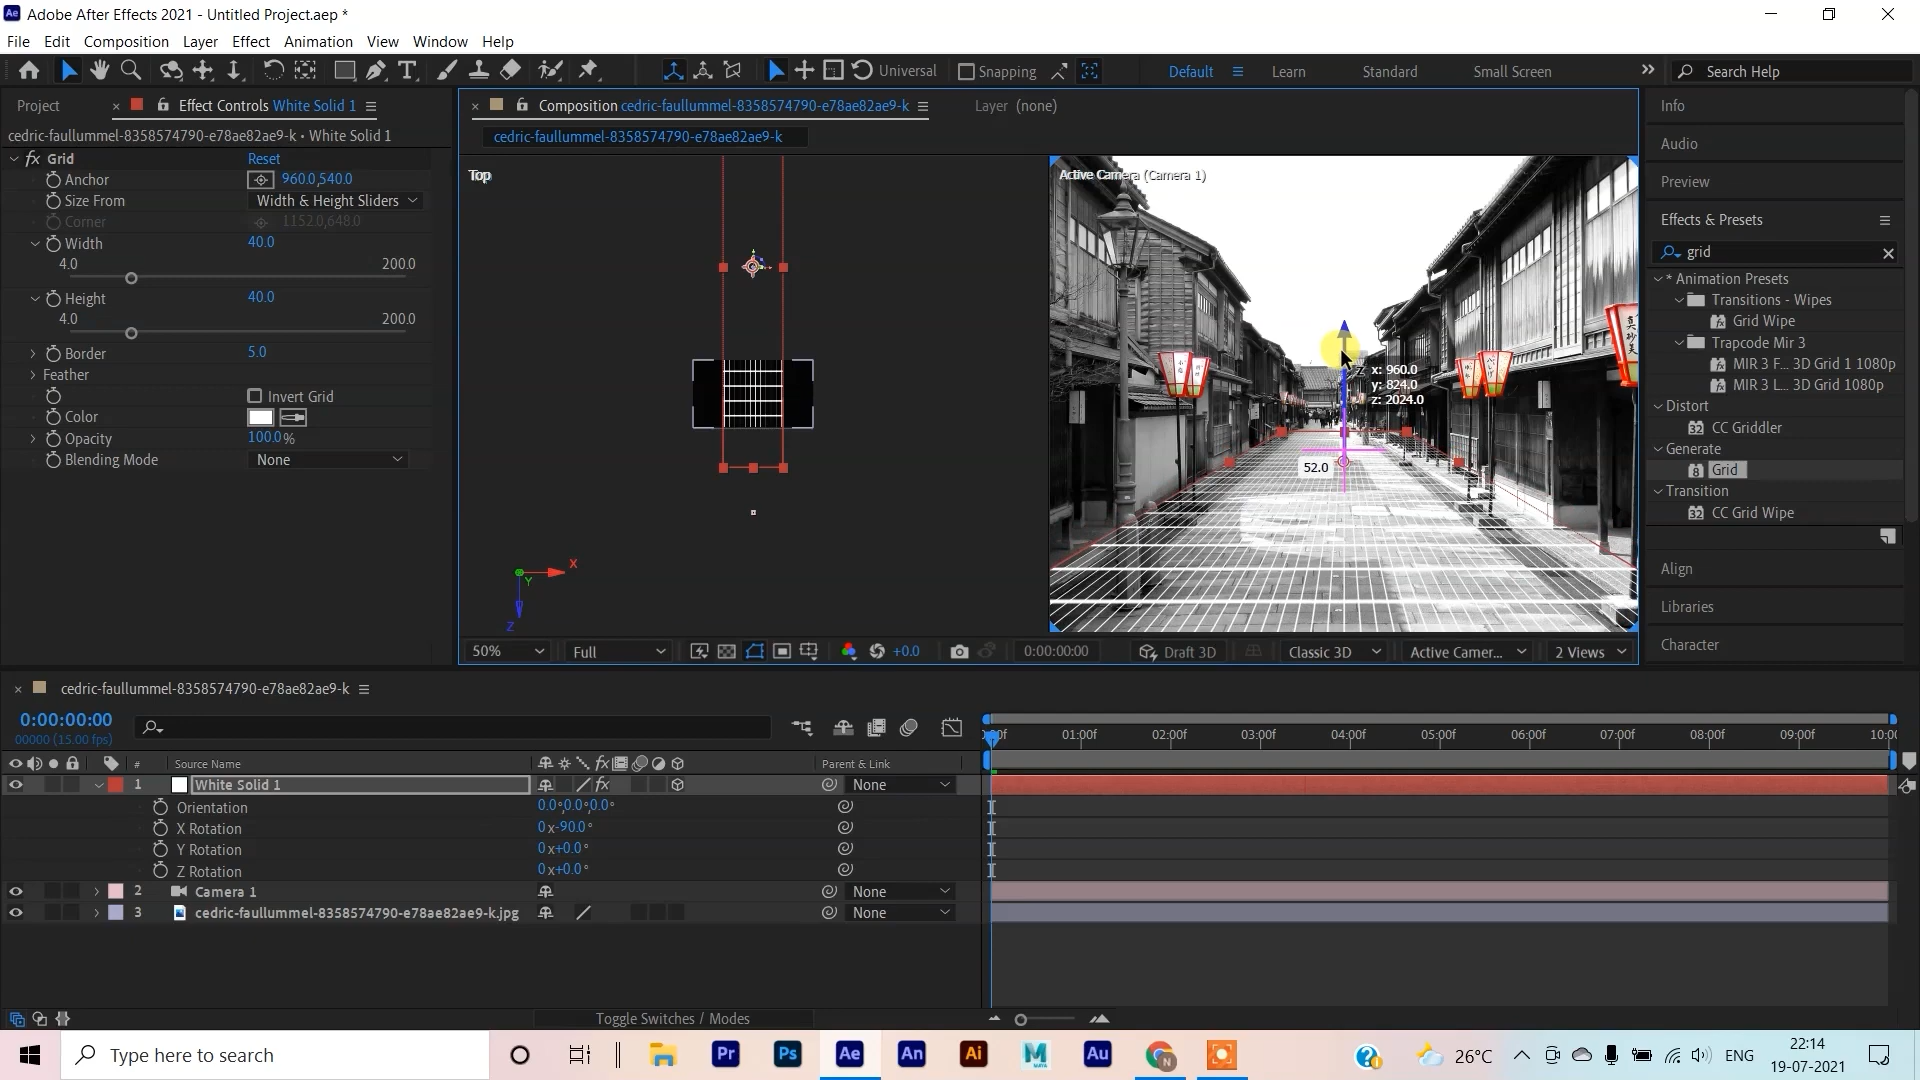 Adobe After Effects 2021 - Untitled Project.aep *
File Edit Composition Layer Effect Animation View Window Help
Universal Snapping Default Learn Standard Small Screen Search Help
Project Effect Controls White Solid 1
cedric-faullummel-8358574790-e78ae82ae9-k • White Solid 1
fx Grid Reset
Anchor 960.0,540.0
Size From Width & Height Sliders
Corner 1152.0,648.0
Width 40.0
4.0 200.0
Height 40.0
4.0 200.0
Border 5.0
Feather
Invert Grid
Color
Opacity 100.0%
Blending Mode None
Composition cedric-faullummel-8358574790-e78ae82ae9-k Layer (none)
cedric-faullummel-8358574790-e78ae82ae9-k
Top
X
Y
Z
Active Camera (Camera 1)
Z
x: 960.0
y: 824.0
z: 2024.0
52.0
50% Full +0.0 0:00:00:00 Draft 3D Classic 3D Active Camer... 2 Views
Info
Audio
Preview
Effects & Presets
grid
* Animation Presets
Transitions - Wipes
Grid Wipe
Trapcode Mir 3
MIR 3 F... 3D Grid 1 1080p
MIR 3 L... 3D Grid 1080p
Distort
CC Griddler
Generate
Grid
Transition
CC Grid Wipe
Align
Libraries
Character
cedric-faullummel-8358574790-e78ae82ae9-k
0:00:00:00
00000 (15.00 fps)
01:00f 02:00f 03:00f 04:00f 05:00f 06:00f 07:00f 08:00f 09:00f
# Source Name fx Parent & Link
1 White Solid 1 fx None
Orientation 0.0°,0.0°,0.0°
X Rotation 0x-90.0°
Y Rotation 0x+0.0°
Z Rotation 0x+0.0°
2 Camera 1 None
3 cedric-faullummel-8358574790-e78ae82ae9-k.jpg None
Toggle Switches / Modes
Type here to search Pr Ps Ae An Ai M Au N 26°C ENG
22:14
19-07-2021